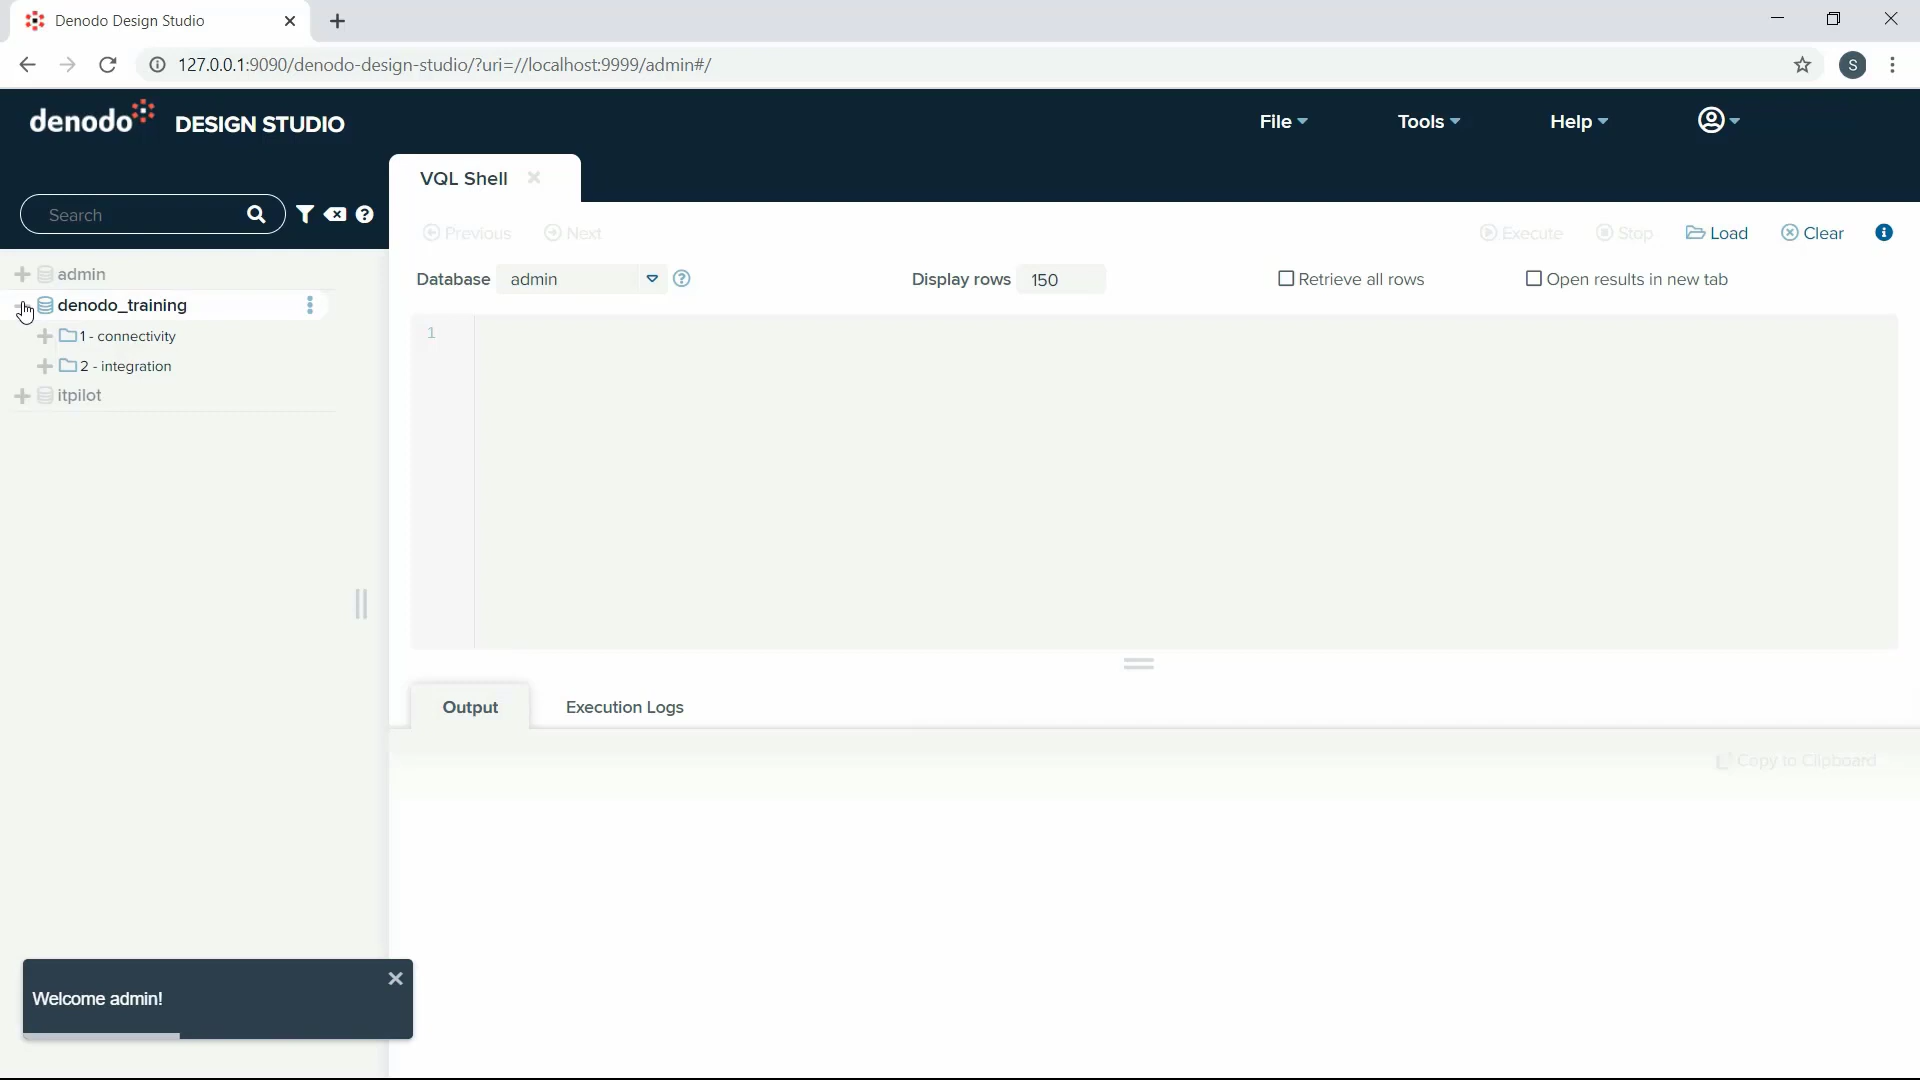 Denodo Design Studio
127.0.0.1:9090/denodo-design-studio/?uri=//localhost:9999/admin#/
S
denodo DESIGN STUDIO
File
Tools
Help
VQL Shell
Search
Previous
Next
Execute
Stop
Load
Clear
Database
admin
Display rows
150
Retrieve all rows
Open results in new tab
admin
denodo_training
1 - connectivity
2 - integration
itpilot
1
Output
Execution Logs
Copy to Clipboard
Welcome admin!